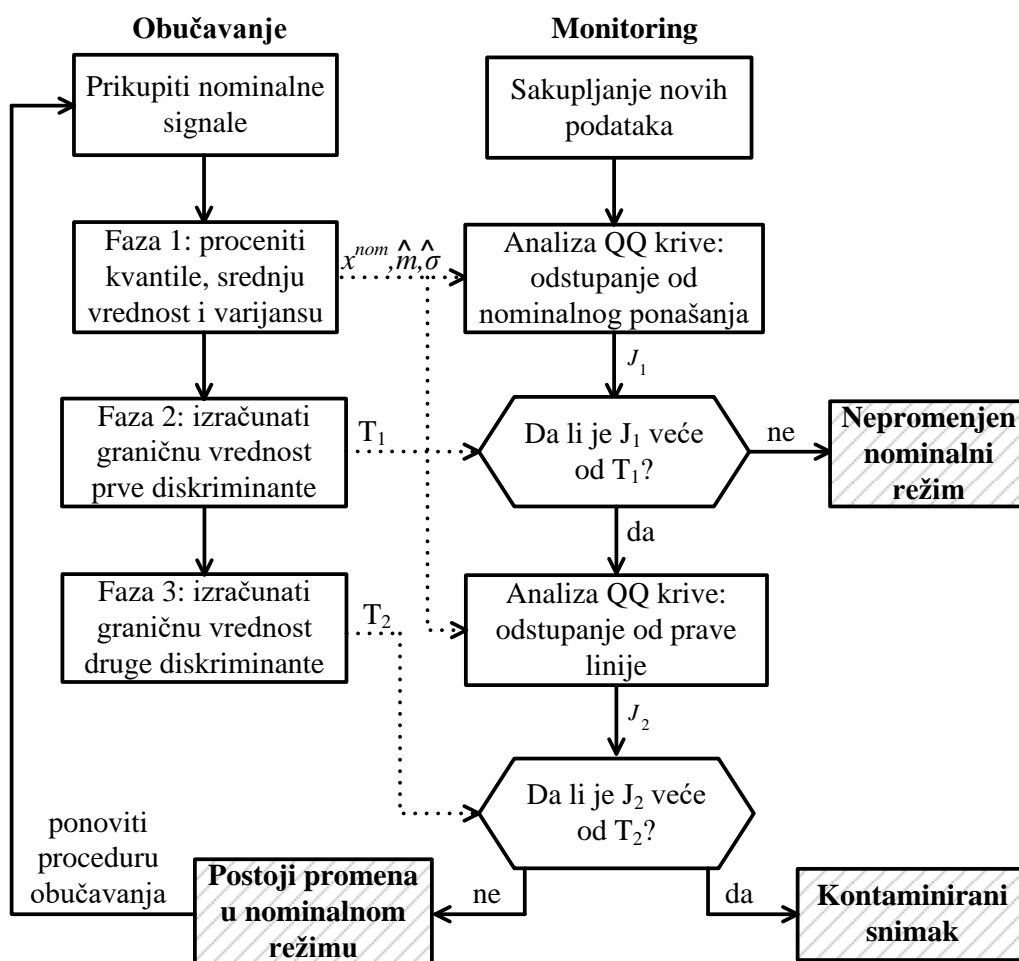 Obučavanje
Prikupiti nominalne
signale
Faza 1: proceniti
kvantile, srednju
vrednost i varijansu
x^nom, m̂, σ̂
Faza 2: izračunati
graničnu vrednost
prve diskriminante
T₁
Faza 3: izračunati
graničnu vrednost
druge diskriminante
T₂
Monitoring
Sakupljanje novih
podataka
Analiza QQ krive:
odstupanje od
nominalnog ponašanja
J₁
Da li je J₁ veće
od T₁?
ne
Nepromenjen
nominalni
režim
da
Analiza QQ krive:
odstupanje od prave
linije
J₂
Da li je J₂ veće
od T₂?
ne
Postoji promena
u nominalnom
režimu
da
Kontaminirani
snimak
ponoviti
proceduru
obučavanja